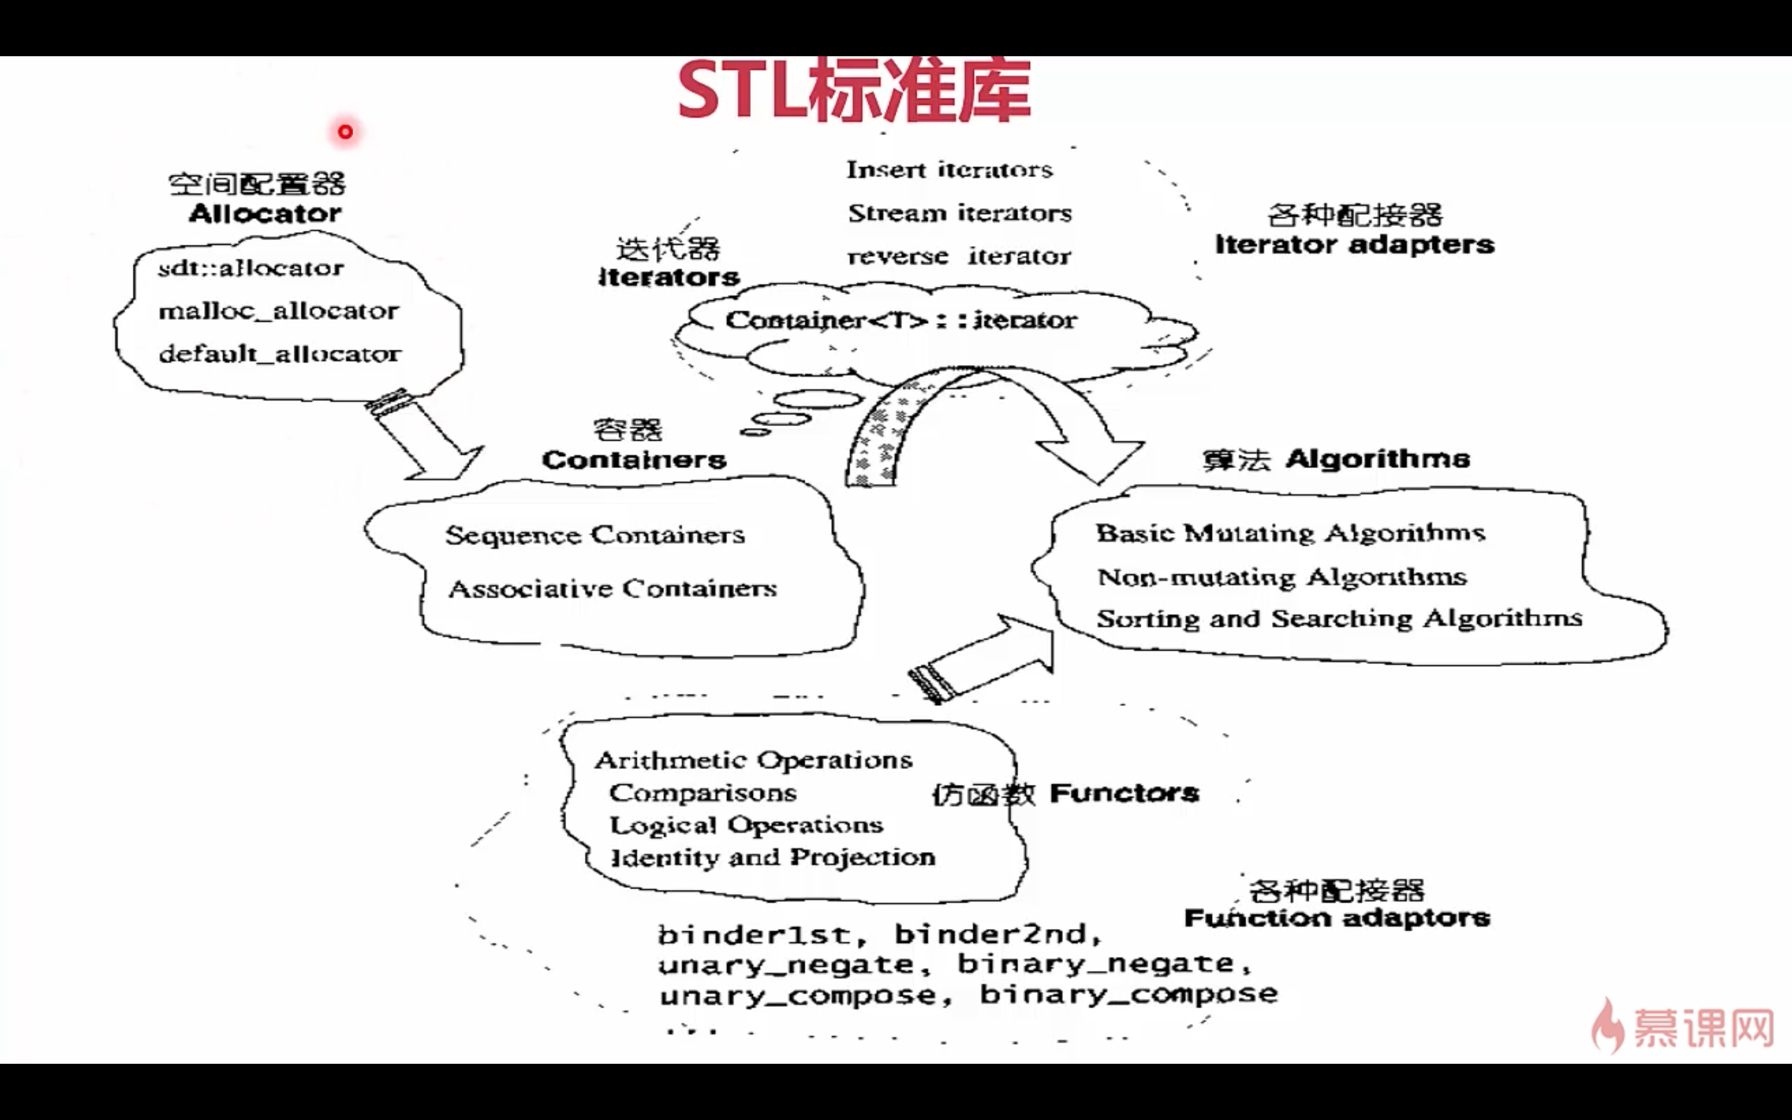 STL标准库
空间配置器
Allocator
sdt::allocator
malloc_allocator
default_allocator
迭代器
Iterators
Insert iterators
Stream iterators
reverse iterator
各种配接器
Iterator adapters
Container<T>::iterator
容器
Containers
Sequence Containers
Associative Containers
算法 Algorithms
Basic Mutating Algorithms
Non-mutating Algorithms
Sorting and Searching Algorithms
Arithmetic Operations
Comparisons
Logical Operations
Identity and Projection
仿函数 Functors
各种配接器
Function adaptors
binder1st, binder2nd,
unary_negate, binary_negate,
unary_compose, binary_compose
...
慕课网